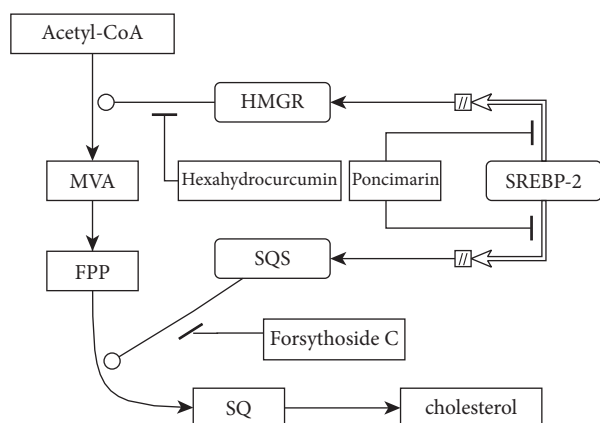 Acetyl-CoA
HMGR
//
MVA
Hexahydrocurcumin
Poncimarin
SREBP-2
SQS
//
FPP
Forsythoside C
SQ
cholesterol